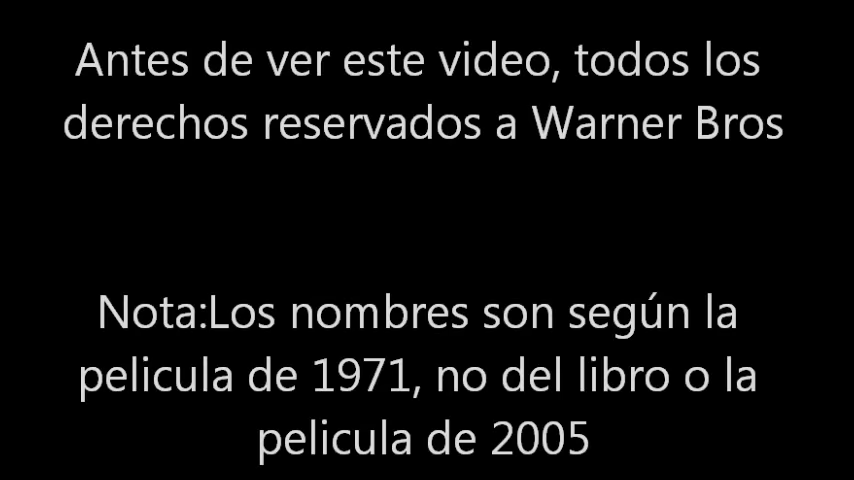 Antes de ver este video, todos los
derechos reservados a Warner Bros
Nota:Los nombres son según la
pelicula de 1971, no del libro o la
pelicula de 2005